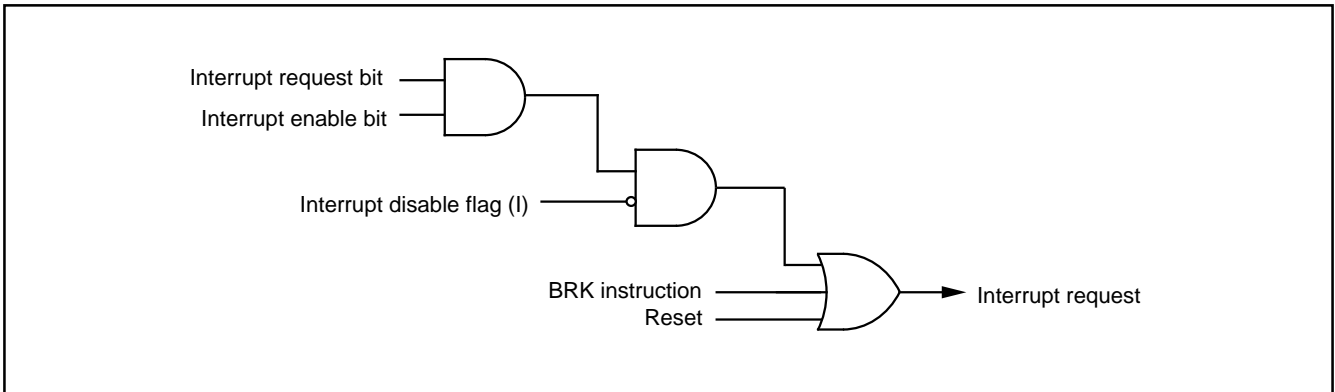 Interrupt request bit
Interrupt enable bit
Interrupt disable flag (I)
BRK instruction
Reset
Interrupt request